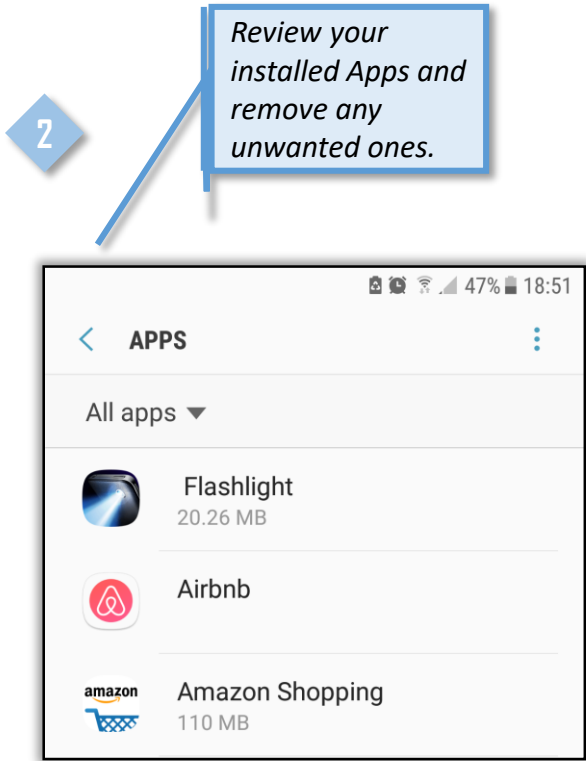 Review your
installed Apps and
remove any
unwanted ones.
2
47% 18:51
APPS
All apps
Flashlight
20.26 MB
Airbnb
amazon
Amazon Shopping
110 MB